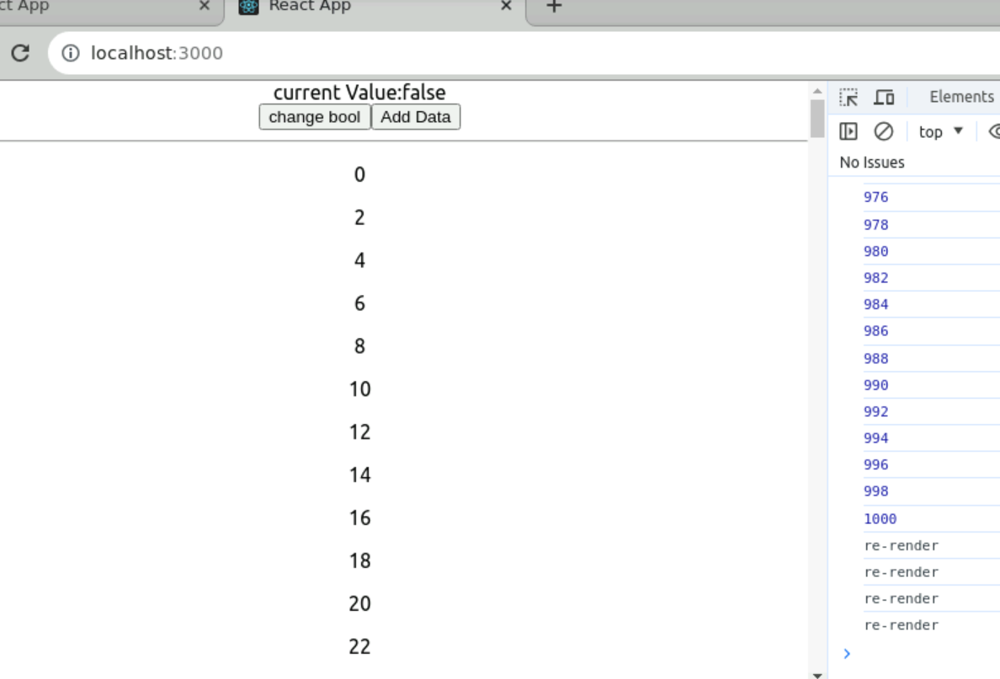 ct App
React App
localhost:3000
current Value:false
change bool
Add Data
0
2
4
6
8
10
12
14
16
18
20
22
Elements
top
No Issues
976
978
980
982
984
986
988
990
992
994
996
998
1000
re-render
re-render
re-render
re-render